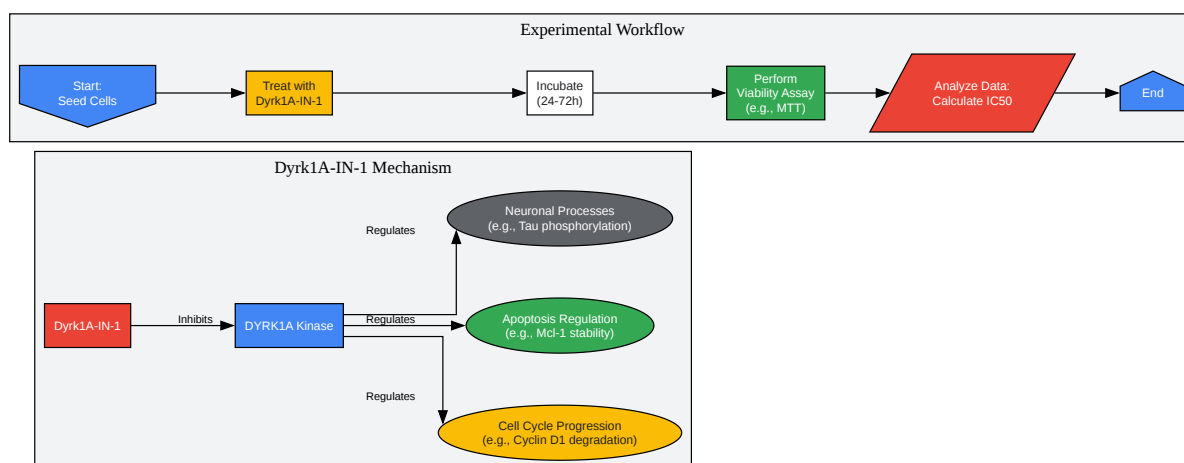 Experimental Workflow
Start:
Seed Cells
Treat with
Dyrk1A-IN-1
Incubate
(24-72h)
Perform
Viability Assay
(e.g., MTT)
Analyze Data:
Calculate IC50
End
Dyrk1A-IN-1 Mechanism
Dyrk1A-IN-1
Inhibits
DYRK1A Kinase
Regulates
Neuronal Processes
(e.g., Tau phosphorylation)
Regulates
Apoptosis Regulation
(e.g., Mcl-1 stability)
Regulates
Cell Cycle Progression
(e.g., Cyclin D1 degradation)